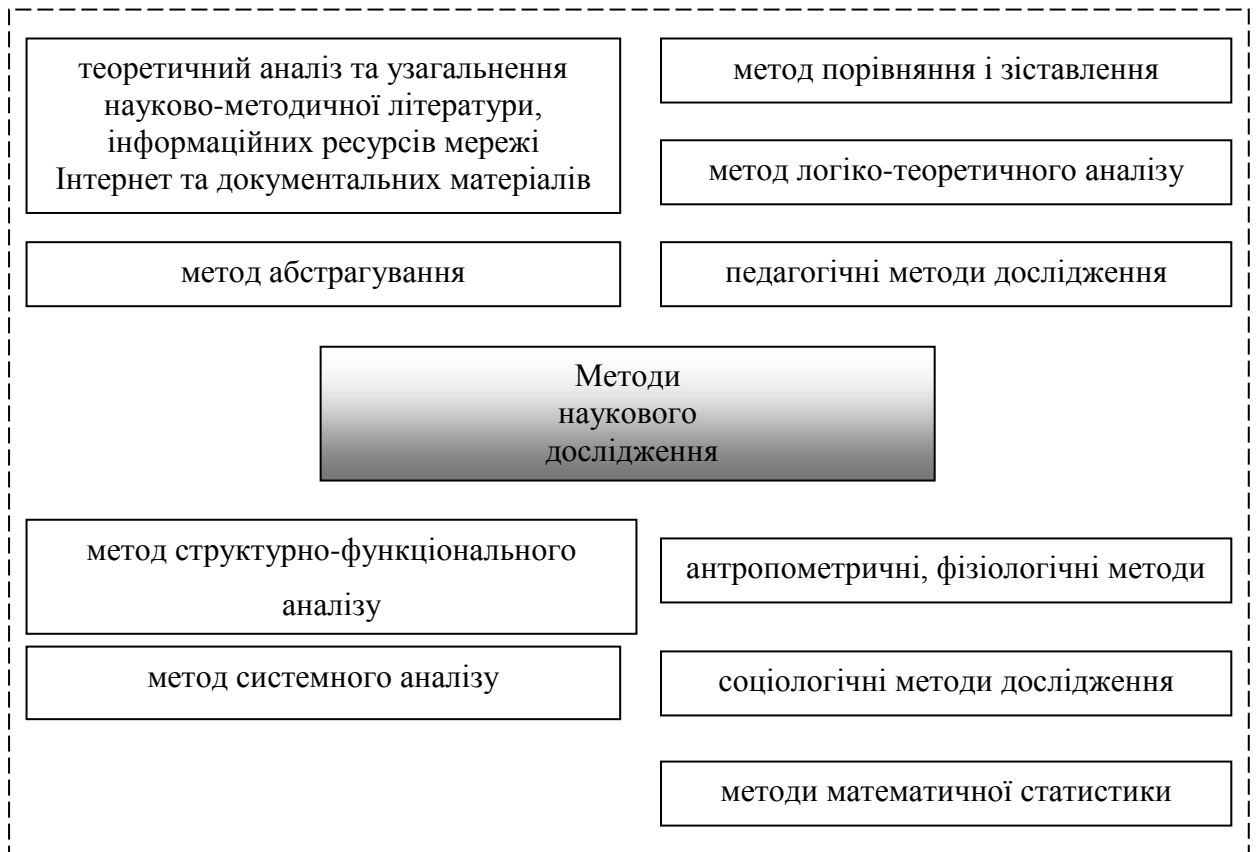 теоретичний аналіз та узагальнення
науково-методичної літератури,
інформаційних ресурсів мережі
Інтернет та документальних матеріалів
метод порівняння і зіставлення
метод логіко-теоретичного аналізу
метод абстрагування
педагогічні методи дослідження
Методи
наукового
дослідження
метод структурно-функціонального
аналізу
антропометричні, фізіологічні методи
метод системного аналізу
соціологічні методи дослідження
методи математичної статистики